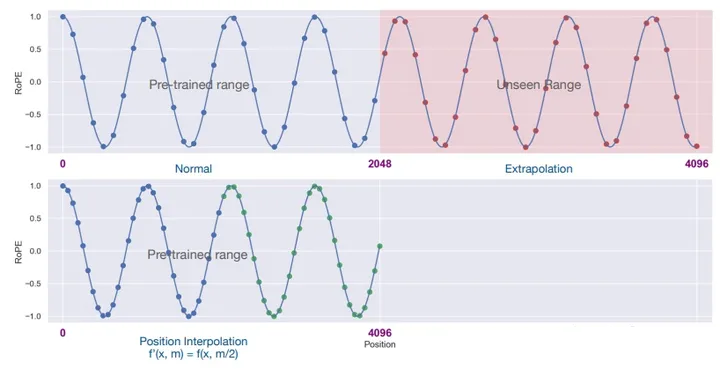 1.0
0.5
0.0
−0.5
−1.0
RoPE
Pre-trained range
Unseen Range
0
2048
4096
Normal
Extrapolation
1.0
0.5
0.0
−0.5
−1.0
RoPE
Pre-trained range
0
4096
Position
Position Interpolation
f'(x, m) = f(x, m/2)